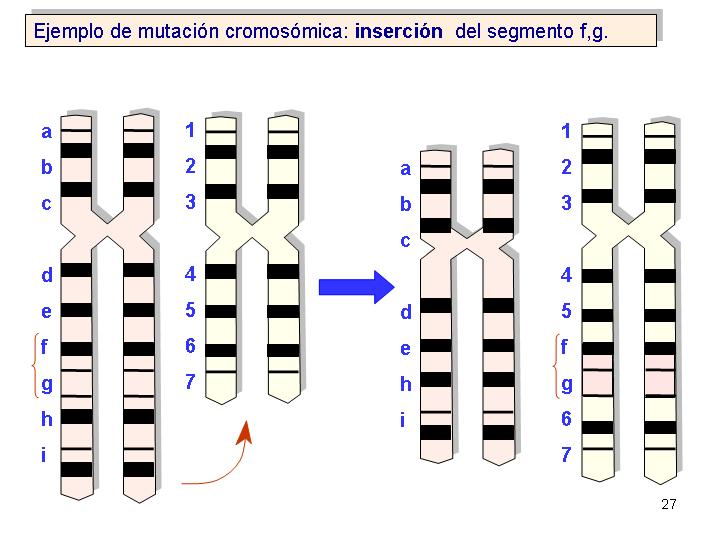 Ejemplo de mutación cromosómica: inserción del segmento f,g.
a
b
c
d
e
f
g
h
i
1
2
3
4
5
6
7
a
b
c
d
e
h
i
1
2
3
4
5
f
g
6
7
27